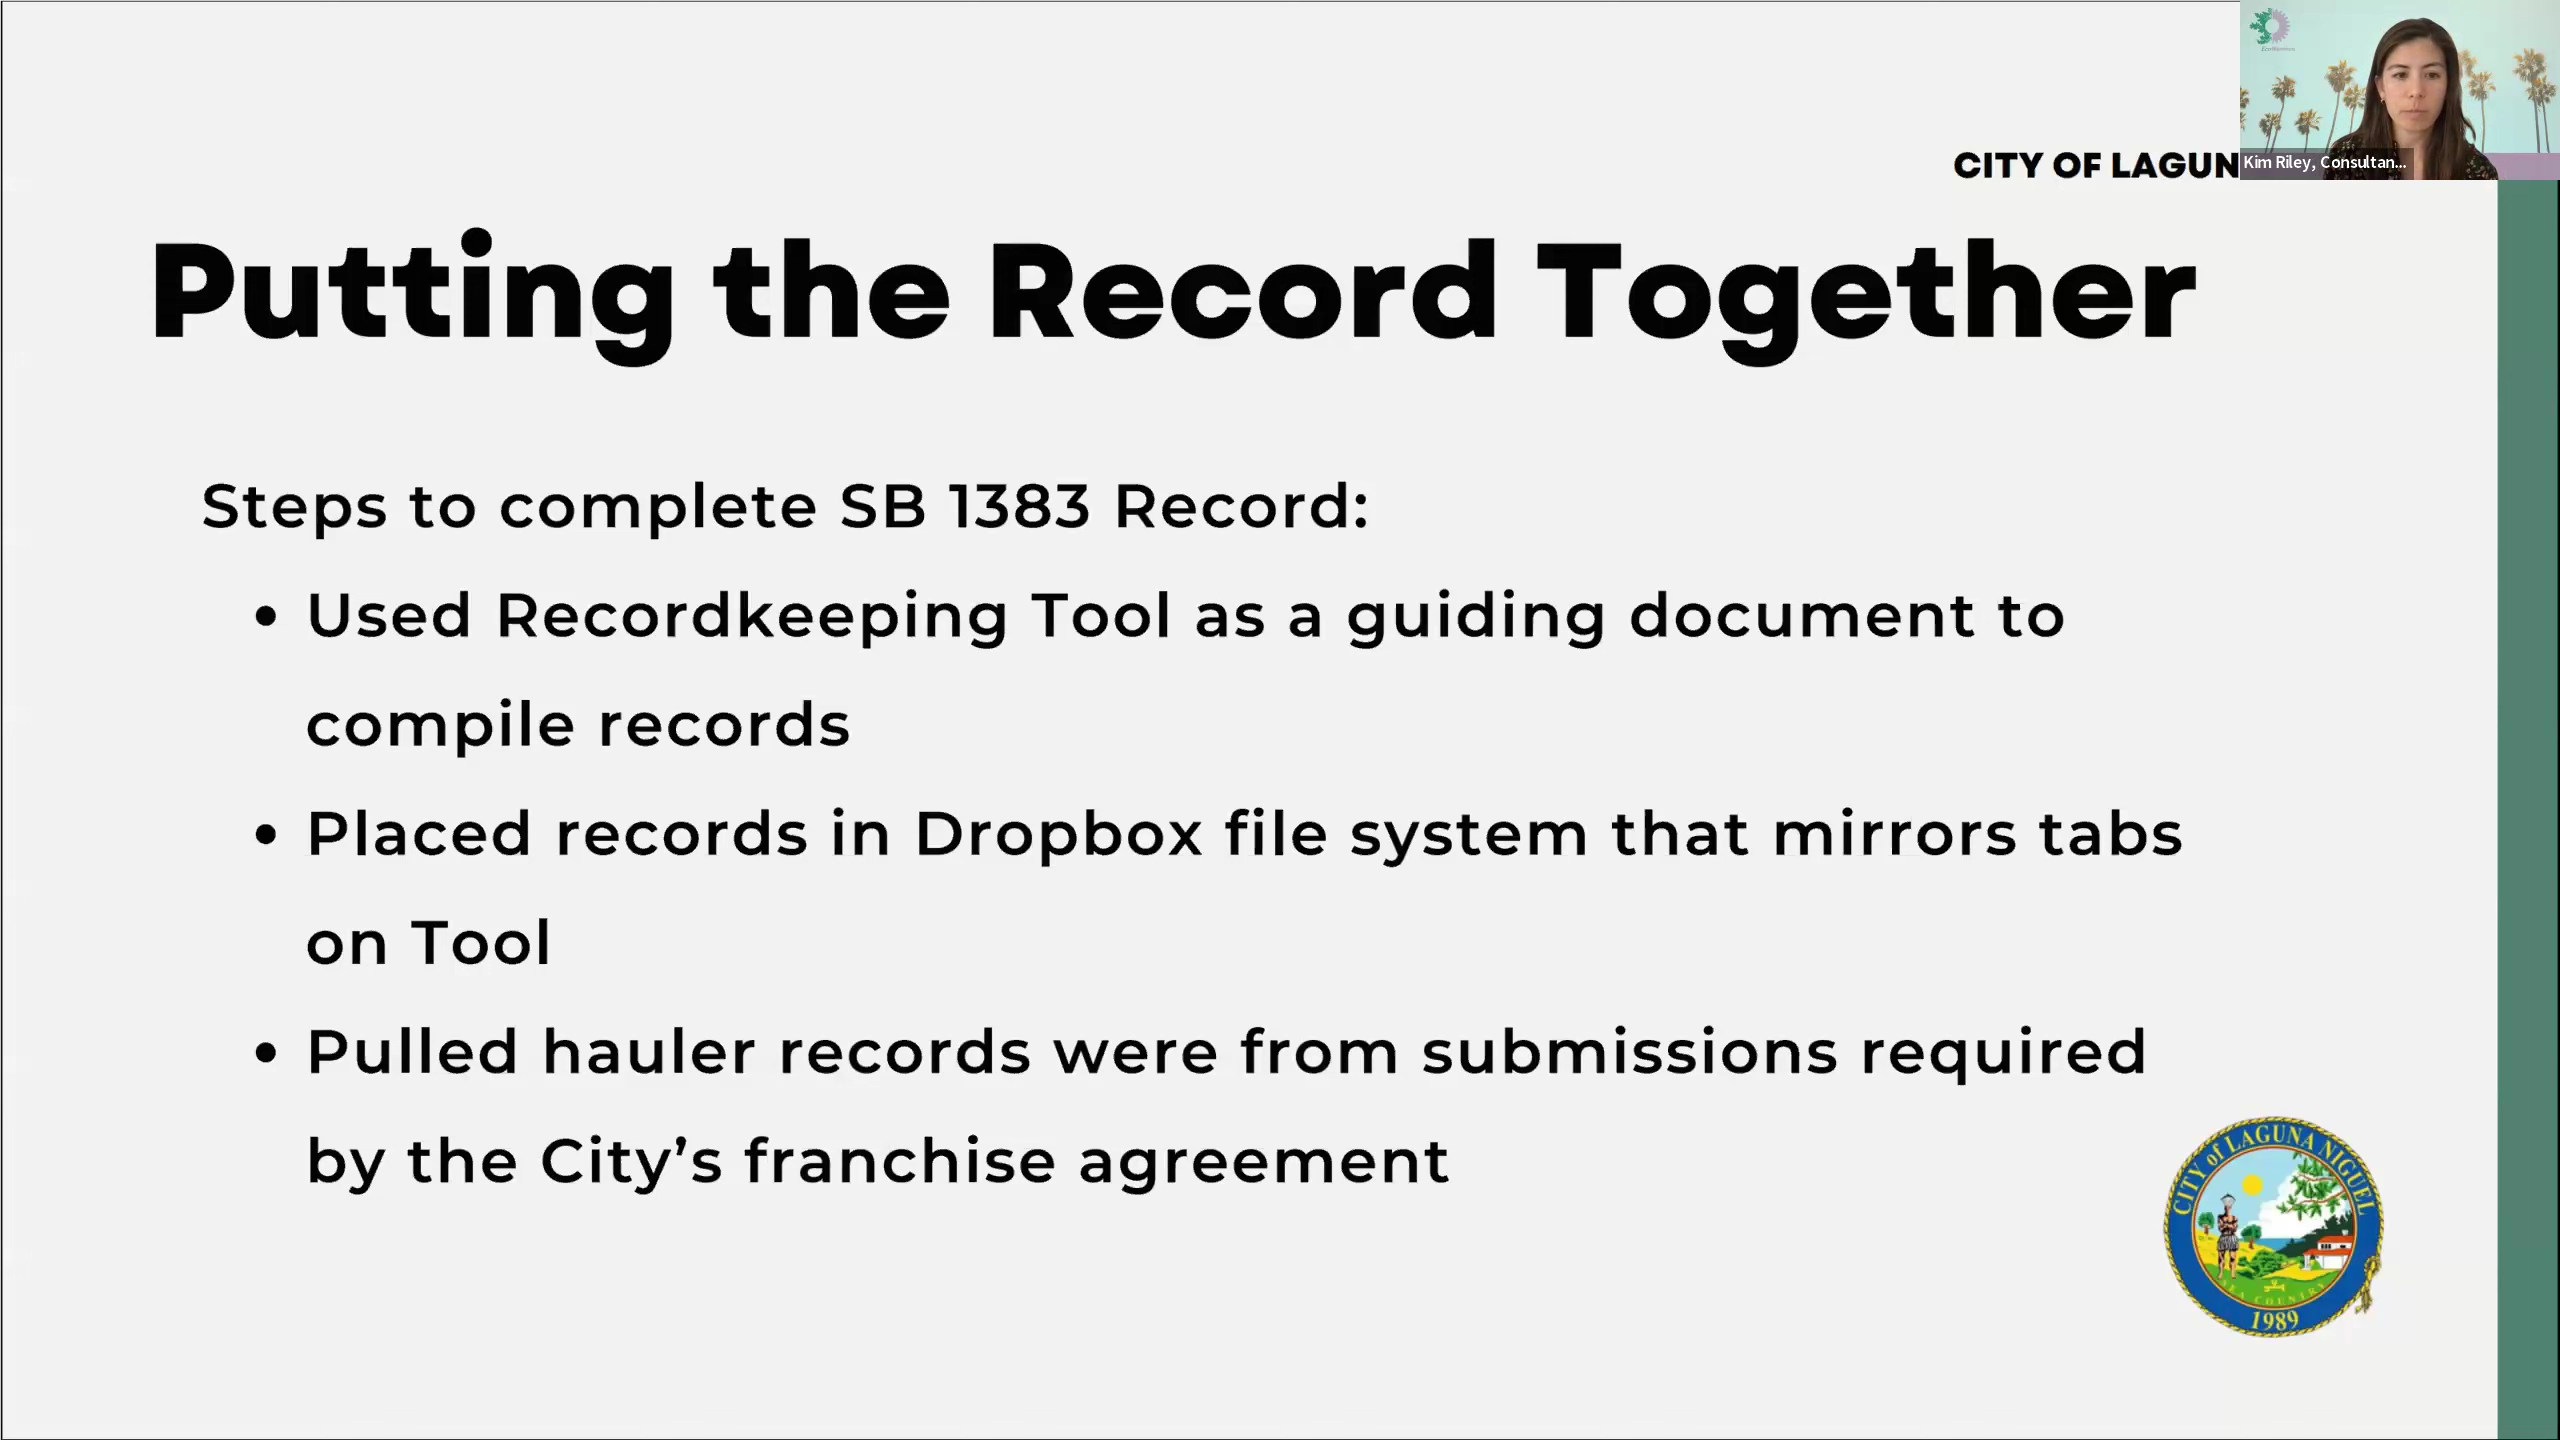 CITY OF LAGUN
Kim Riley, Consultan...
Putting the Record Together
Steps to complete SB 1383 Record:
• Used Recordkeeping Tool as a guiding document to
compile records
• Placed records in Dropbox file system that mirrors tabs
on Tool
• Pulled hauler records were from submissions required
by the City’s franchise agreement
CITY of LAGUNA NIGUEL
SEA COUNTRY
1989